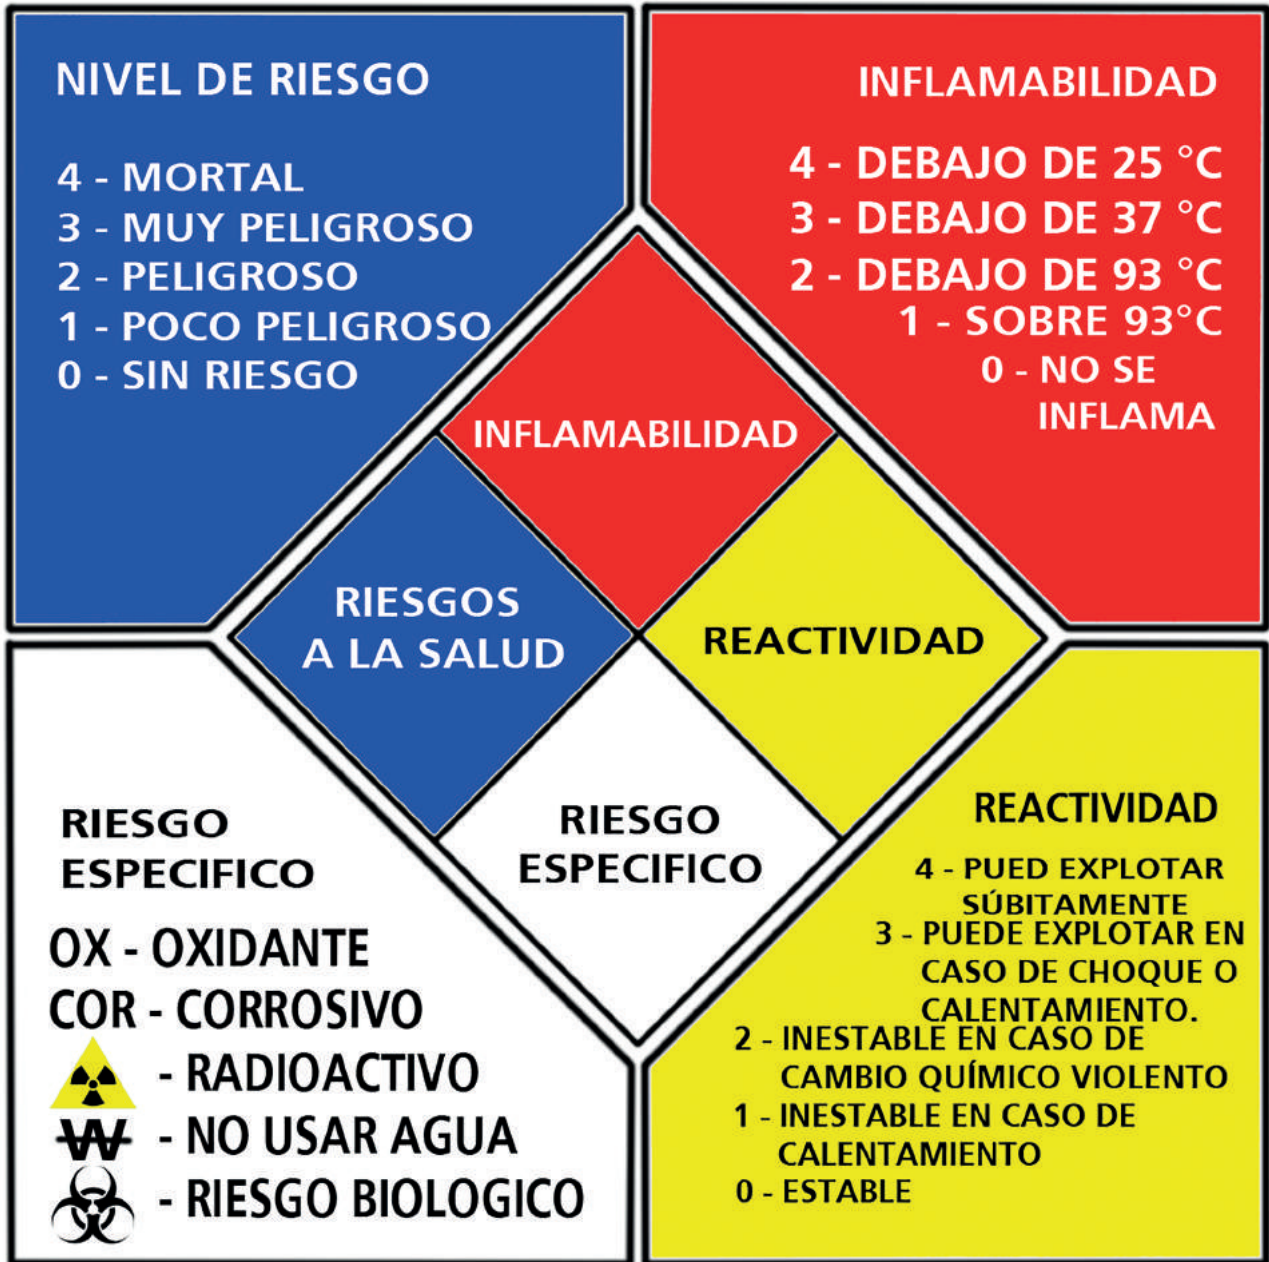 NIVEL DE RIESGO
4 - MORTAL
3 - MUY PELIGROSO
2 - PELIGROSO
1 - POCO PELIGROSO
0 - SIN RIESGO
INFLAMABILIDAD
4 - DEBAJO DE 25 °C
3 - DEBAJO DE 37 °C
2 - DEBAJO DE 93 °C
1 - SOBRE 93°C
0 - NO SE
INFLAMA
INFLAMABILIDAD
RIESGOS
A LA SALUD
REACTIVIDAD
RIESGO
ESPECIFICO
RIESGO
ESPECIFICO
OX - OXIDANTE
COR - CORROSIVO
- RADIOACTIVO
W - NO USAR AGUA
- RIESGO BIOLOGICO
REACTIVIDAD
4 - PUED EXPLOTAR
SÚBITAMENTE
3 - PUEDE EXPLOTAR EN
CASO DE CHOQUE O
CALENTAMIENTO.
2 - INESTABLE EN CASO DE
CAMBIO QUÍMICO VIOLENTO
1 - INESTABLE EN CASO DE
CALENTAMIENTO
0 - ESTABLE